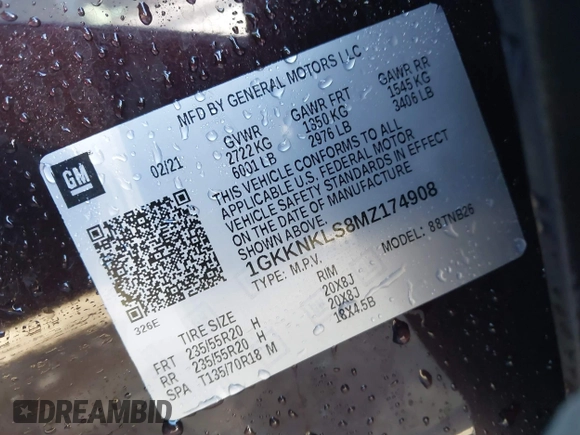 MFD BY GENERAL MOTORS LLC
GM
02/21
GVWR GAWR FRT GAWR RR
2722 KG 1350 KG 1545 KG
6001 LB 2976 LB 3406 LB
THIS VEHICLE CONFORMS TO ALL
APPLICABLE U.S. FEDERAL MOTOR
VEHICLE SAFETY STANDARDS IN EFFECT
ON THE DATE OF MANUFACTURE
SHOWN ABOVE.
1GKKNKLS8MZ174908
TYPE: M.P.V. MODEL: 88TNB26
326E
TIRE SIZE RIM
FRT 235/55R20 H 20X8J
RR 235/55R20 H 20X8J
SPA T135/70R18 M 18X4.5B
DREAMBID